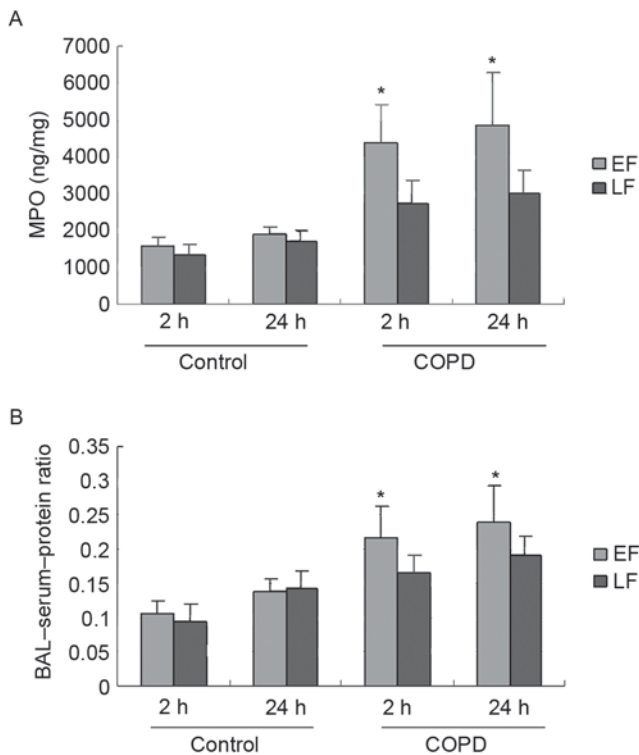 A
7000
6000
5000
4000
3000
2000
1000
0
MPO (ng/mg)
* *
EF
LF
2 h 24 h 2 h 24 h
Control COPD
B
0.35
0.3
0.25
0.2
0.15
0.1
0.05
0
BAL–serum–protein ratio
* *
EF
LF
2 h 24 h 2 h 24 h
Control COPD